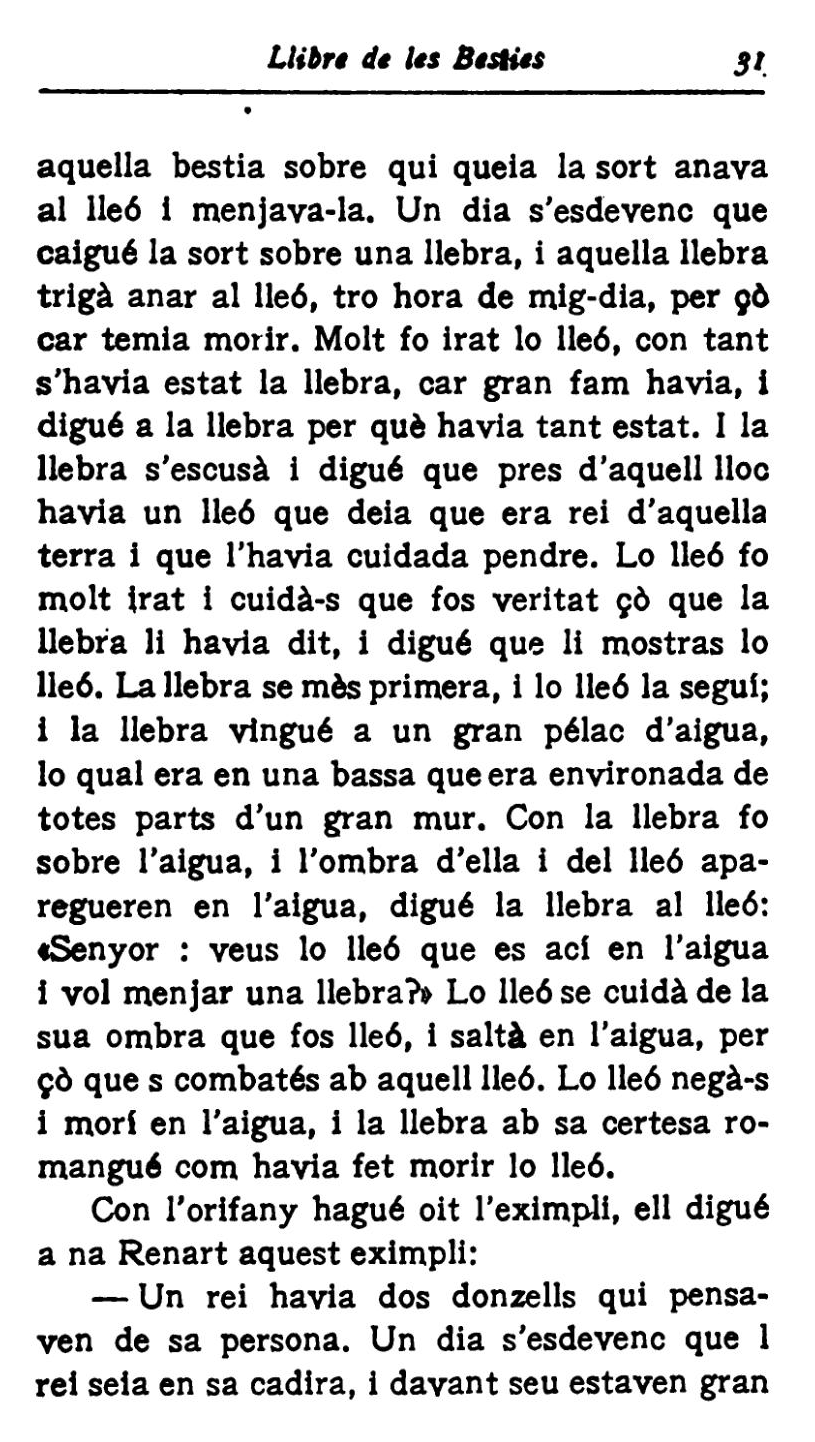 Llibre de les Besties 31
aquella bestia sobre qui queia la sort anava
al lleó i menjava-la. Un dia s'esdevenc que
caigué la sort sobre una llebra, i aquella llebra
trigà anar al lleó, tro hora de mig-dia, per çò
car temia morir. Molt fo irat lo lleó, con tant
s'havia estat la llebra, car gran fam havia, i
digué a la llebra per què havia tant estat. I la
llebra s'escusà i digué que pres d'aquell lloc
havia un lleó que deia que era rei d'aquella
terra i que l'havia cuidada pendre. Lo lleó fo
molt irat i cuidà-s que fos veritat çò que la
llebra li havia dit, i digué que li mostras lo
lleó. La llebra se mès primera, i lo lleó la seguí;
i la llebra vingué a un gran pélac d'aigua,
lo qual era en una bassa que era environada de
totes parts d'un gran mur. Con la llebra fo
sobre l'aigua, i l'ombra d'ella i del lleó apa-
regueren en l'aigua, digué la llebra al lleó:
«Senyor : veus lo lleó que es ací en l'aigua
i vol menjar una llebra?» Lo lleó se cuidà de la
sua ombra que fos lleó, i saltà en l'aigua, per
çò que s combatés ab aquell lleó. Lo lleó negà-s
i morí en l'aigua, i la llebra ab sa certesa ro-
mangué com havia fet morir lo lleó.
Con l'orifany hagué oit l'eximpli, ell digué
a na Renart aquest eximpli:
— Un rei havia dos donzells qui pensa-
ven de sa persona. Un dia s'esdevenc que l
rei seia en sa cadira, i davant seu estaven gran